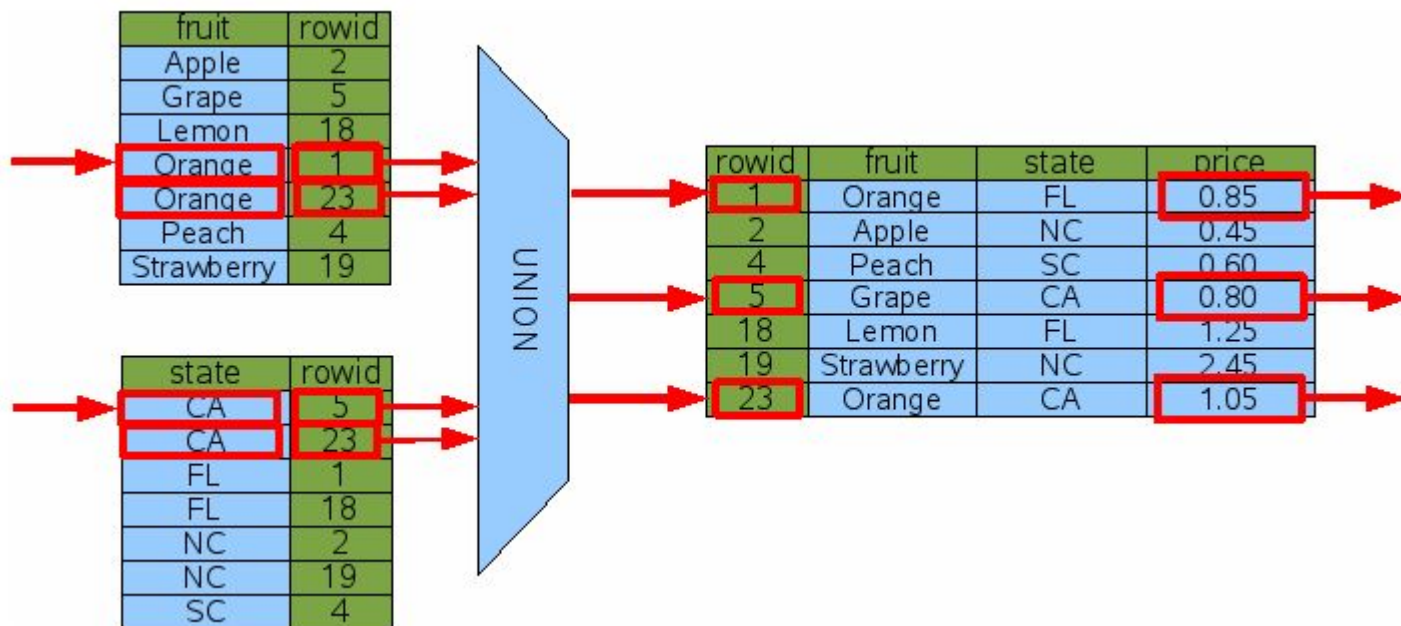 fruit rowid
Apple 2
Grape 5
Lemon 18
Orange 1
Orange 23
Peach 4
Strawberry 19
state rowid
CA 5
CA 23
FL 1
FL 18
NC 2
NC 19
SC 4
UNION
rowid fruit state price
1 Orange FL 0.85
2 Apple NC 0.45
4 Peach SC 0.60
5 Grape CA 0.80
18 Lemon FL 1.25
19 Strawberry NC 2.45
23 Orange CA 1.05